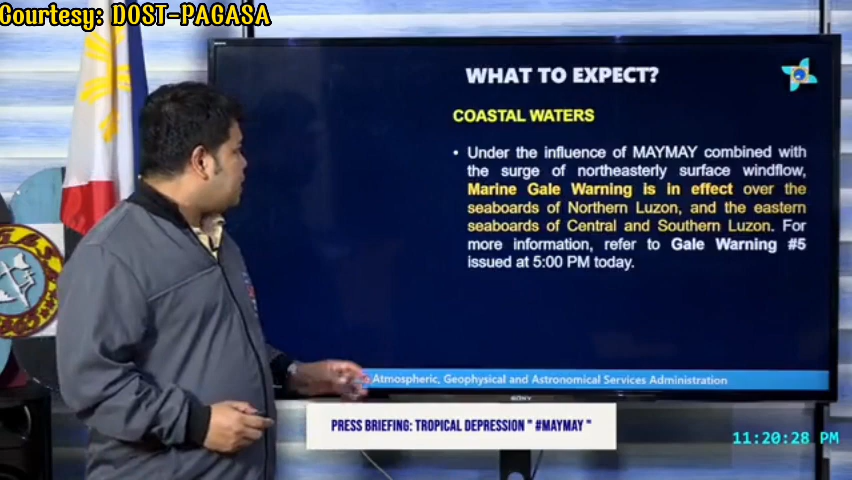 Courtesy: DOST-PAGASA
WHAT TO EXPECT?
COASTAL WATERS
• Under the influence of MAYMAY combined with
the surge of northeasterly surface windflow,
Marine Gale Warning is in effect over the
seaboards of Northern Luzon, and the eastern
seaboards of Central and Southern Luzon. For
more information, refer to Gale Warning #5
issued at 5:00 PM today.
Atmospheric, Geophysical and Astronomical Services Administration
SONY
PRESS BRIEFING: TROPICAL DEPRESSION " #MAYMAY "
11:20:28 PM